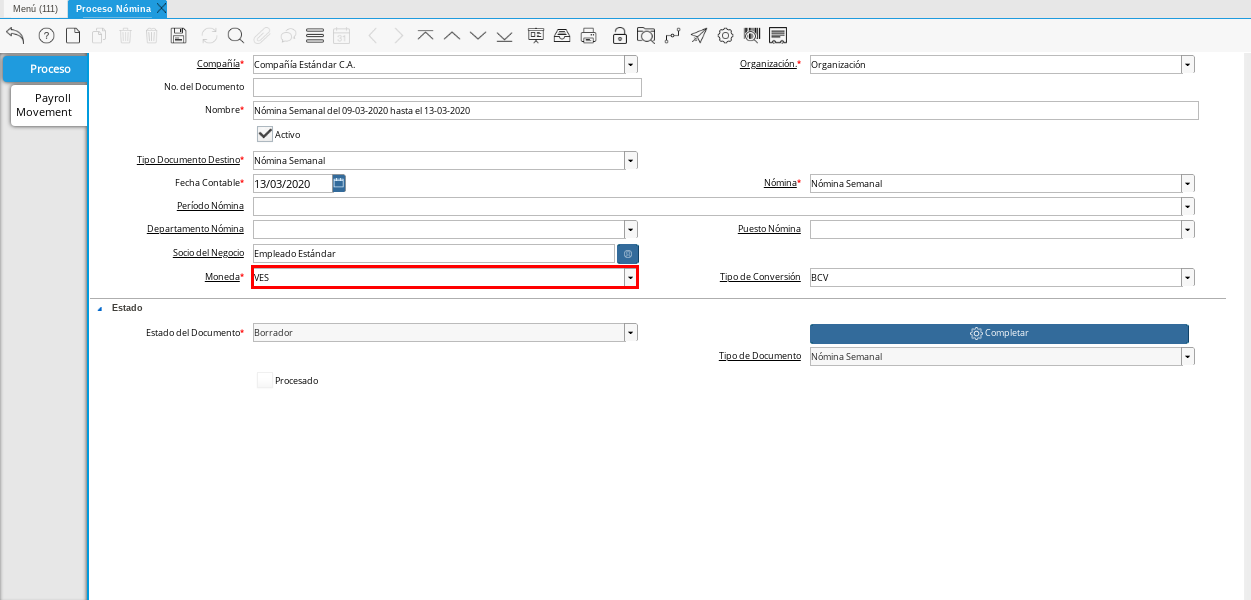 Menú (111) Proceso Nómina
Proceso
Payroll
Movement
Compañía* Compañía Estándar C.A. Organización.* Organización
No. del Documento
Nombre* Nómina Semanal del 09-03-2020 hasta el 13-03-2020
Activo
Tipo Documento Destino* Nómina Semanal
Fecha Contable* 13/03/2020 Nómina* Nómina Semanal
Período Nómina
Departamento Nómina Puesto Nómina
Socio del Negocio Empleado Estándar
Moneda* VES Tipo de Conversión BCV
Estado
Estado del Documento* Borrador Completar
Tipo de Documento Nómina Semanal
Procesado